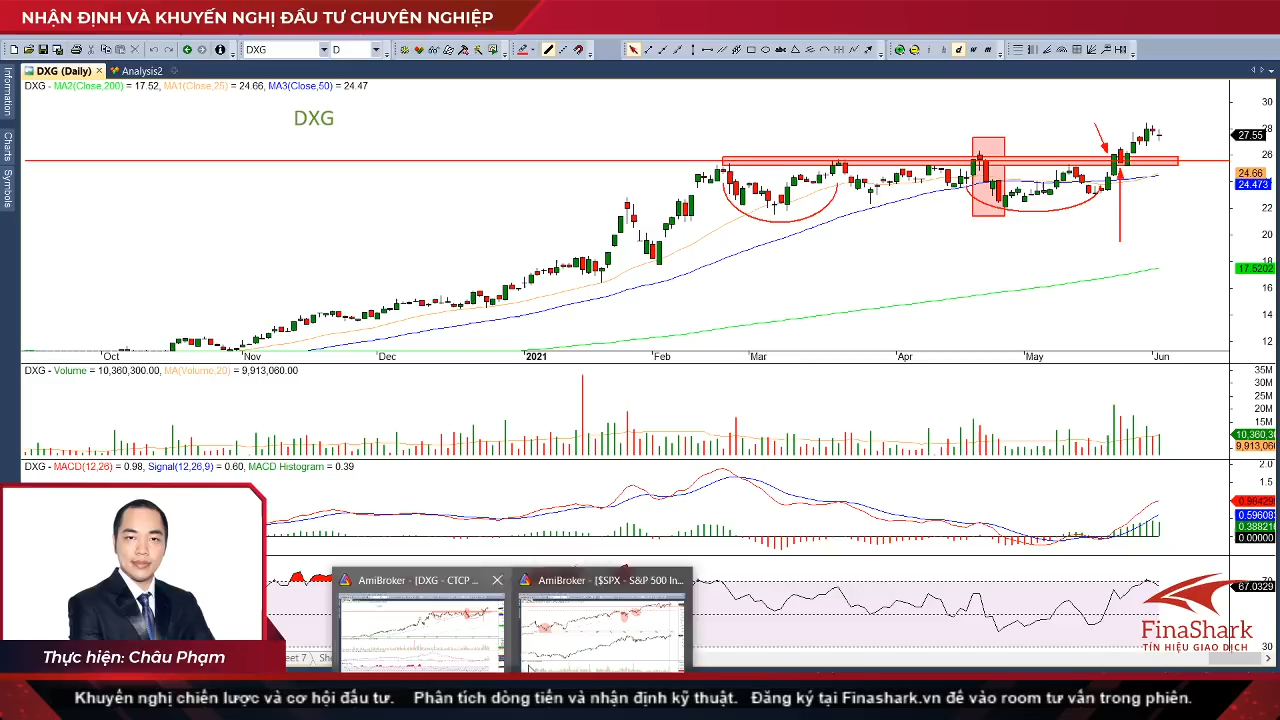 NHẬN ĐỊNH VÀ KHUYẾN NGHỊ ĐẦU TƯ CHUYÊN NGHIỆP
DXG
D
DXG (Daily)
Analysis2
Information
Charts
Symbols
DXG - MA2(Close,200) = 17.52, MA1(Close,25) = 24.66, MA3(Close,50) = 24.47
DXG
30
28
27.55
26
24.66
24.473
22
20
18
17.5202
16
14
12
Oct
Nov
Dec
2021
Feb
Mar
Apr
May
Jun
DXG - Volume = 10,360,300.00, MA(Volume,20) = 9,913,060.00
35M
30M
25M
20M
15M
10,360,30
9,913,06
DXG - MACD(12,26) = 0.98, Signal(12,26,9) = 0.60, MACD Histogram = 0.39
2.0
1.5
0.98429
0.59608
0.38821
0.00000
AmiBroker - [DXG - CTCP ...
AmiBroker - [$SPX - S&P 500 In...
70
67.0329
30
FinaShark
TÍN HIỆU GIAO DỊCH
Thực hiện: Châu Phạm
eet 7
Sh
Khuyến nghị chiến lược và cơ hội đầu tư. Phân tích dòng tiền và nhận định kỹ thuật. Đăng ký tại Finashark.vn để vào room tư vấn trong phiên.